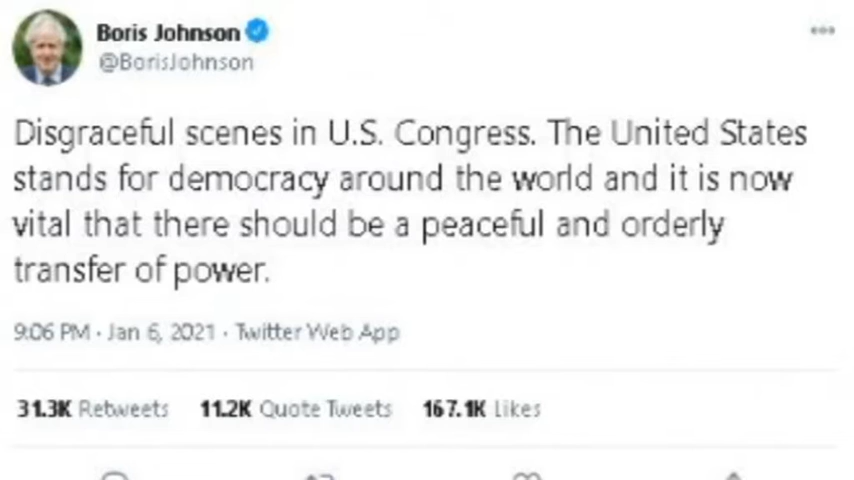 Boris Johnson
@BorisJohnson
Disgraceful scenes in U.S. Congress. The United States
stands for democracy around the world and it is now
vital that there should be a peaceful and orderly
transfer of power.
9:06 PM · Jan 6, 2021 · Twitter Web App
31.3K Retweets 11.2K Quote Tweets 167.1K Likes